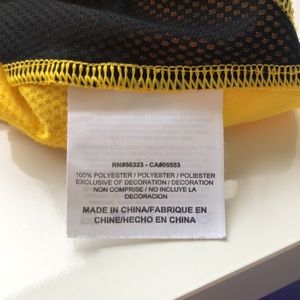 RN#56323 - CA#05553
100% POLYESTER / POLYESTER / POLIESTER
EXCLUSIVE OF DECORATION / DECORATION
NON COMPRISE / NO INCLUYE LA
DECORACION
MADE IN CHINA/FABRIQUE EN
CHINE/HECHO EN CHINA